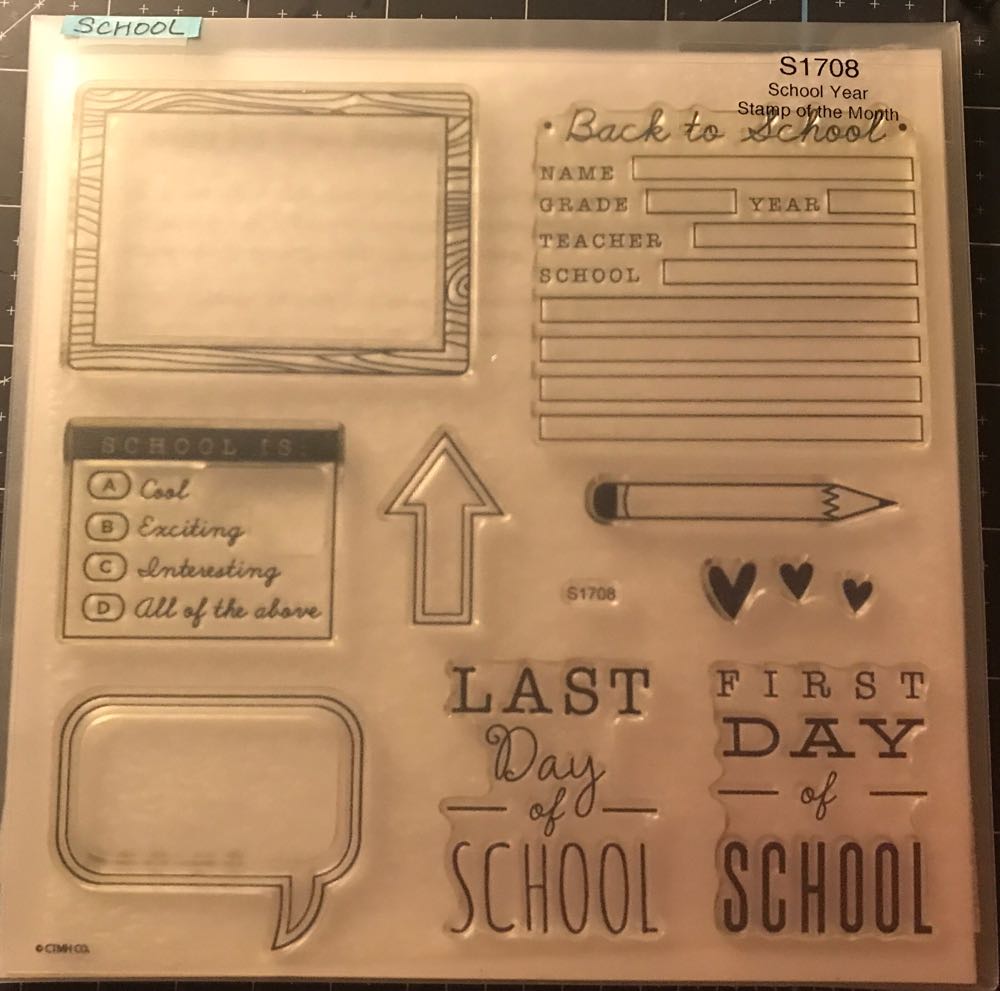 SCHOOL
S1708
School Year
Stamp of the Month
• Back to School •
NAME
GRADE YEAR
TEACHER
SCHOOL
SCHOOL IS:
A Cool
B Exciting
C Interesting
D All of the above
S1708
LAST
Day
of
SCHOOL
FIRST
DAY
of
SCHOOL
© CTMH CO.